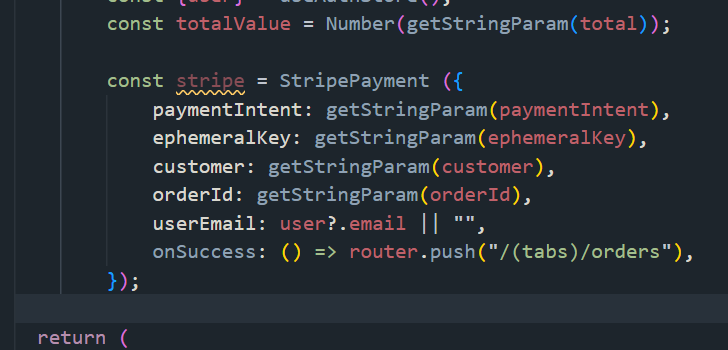 const totalValue = Number(getStringParam(total));
const stripe = StripePayment ({
paymentIntent: getStringParam(paymentIntent),
ephemeralKey: getStringParam(ephemeralKey),
customer: getStringParam(customer),
orderId: getStringParam(orderId),
userEmail: user?.email || "",
onSuccess: () => router.push("/(tabs)/orders"),
});
return (